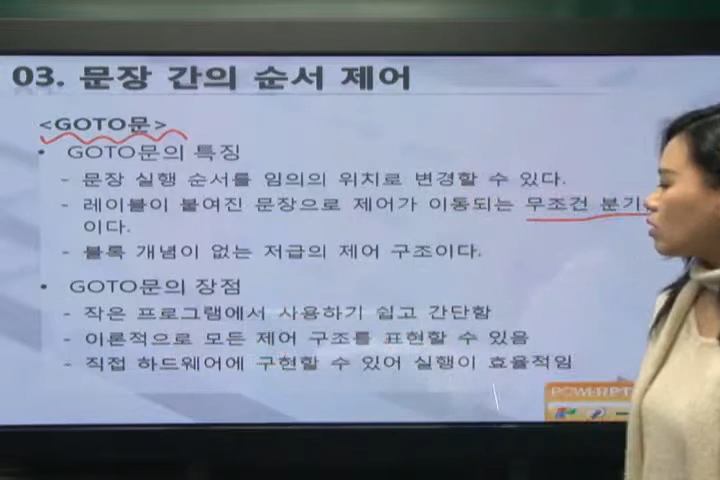 03. 문장 간의 순서 제어
<GOTO문>
• GOTO문의 특징
- 문장 실행 순서를 임의의 위치로 변경할 수 있다.
- 레이블이 붙여진 문장으로 제어가 이동되는 무조건 분기
이다.
- 블록 개념이 없는 저급의 제어 구조이다.
• GOTO문의 장점
- 작은 프로그램에서 사용하기 쉽고 간단함
- 이론적으로 모든 제어 구조를 표현할 수 있음
- 직접 하드웨어에 구현할 수 있어 실행이 효율적임